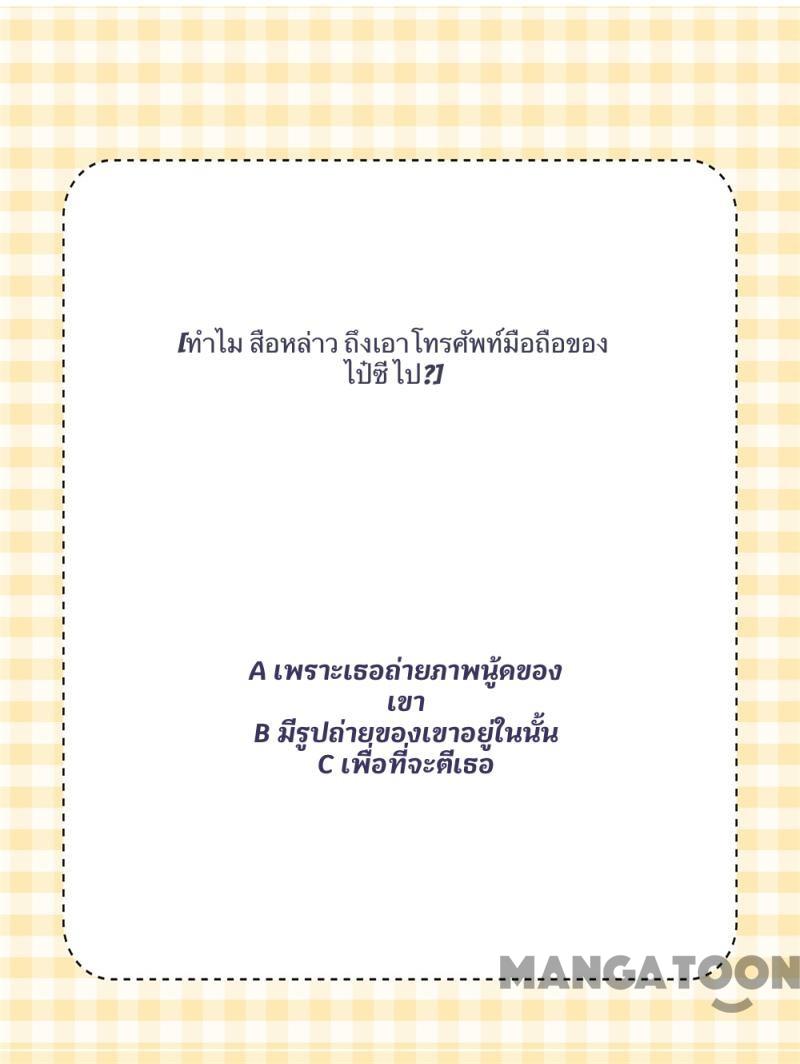 [ทำไม สือหล่าว ถึงเอาโทรศัพท์มือถือของ
ไป๋ซี ไป?]
A เพราะเธอถ่ายภาพนู้ดของ
เขา
B มีรูปถ่ายของเขาอยู่ในนั้น
C เพื่อที่จะตีเธอ
MANGATOON